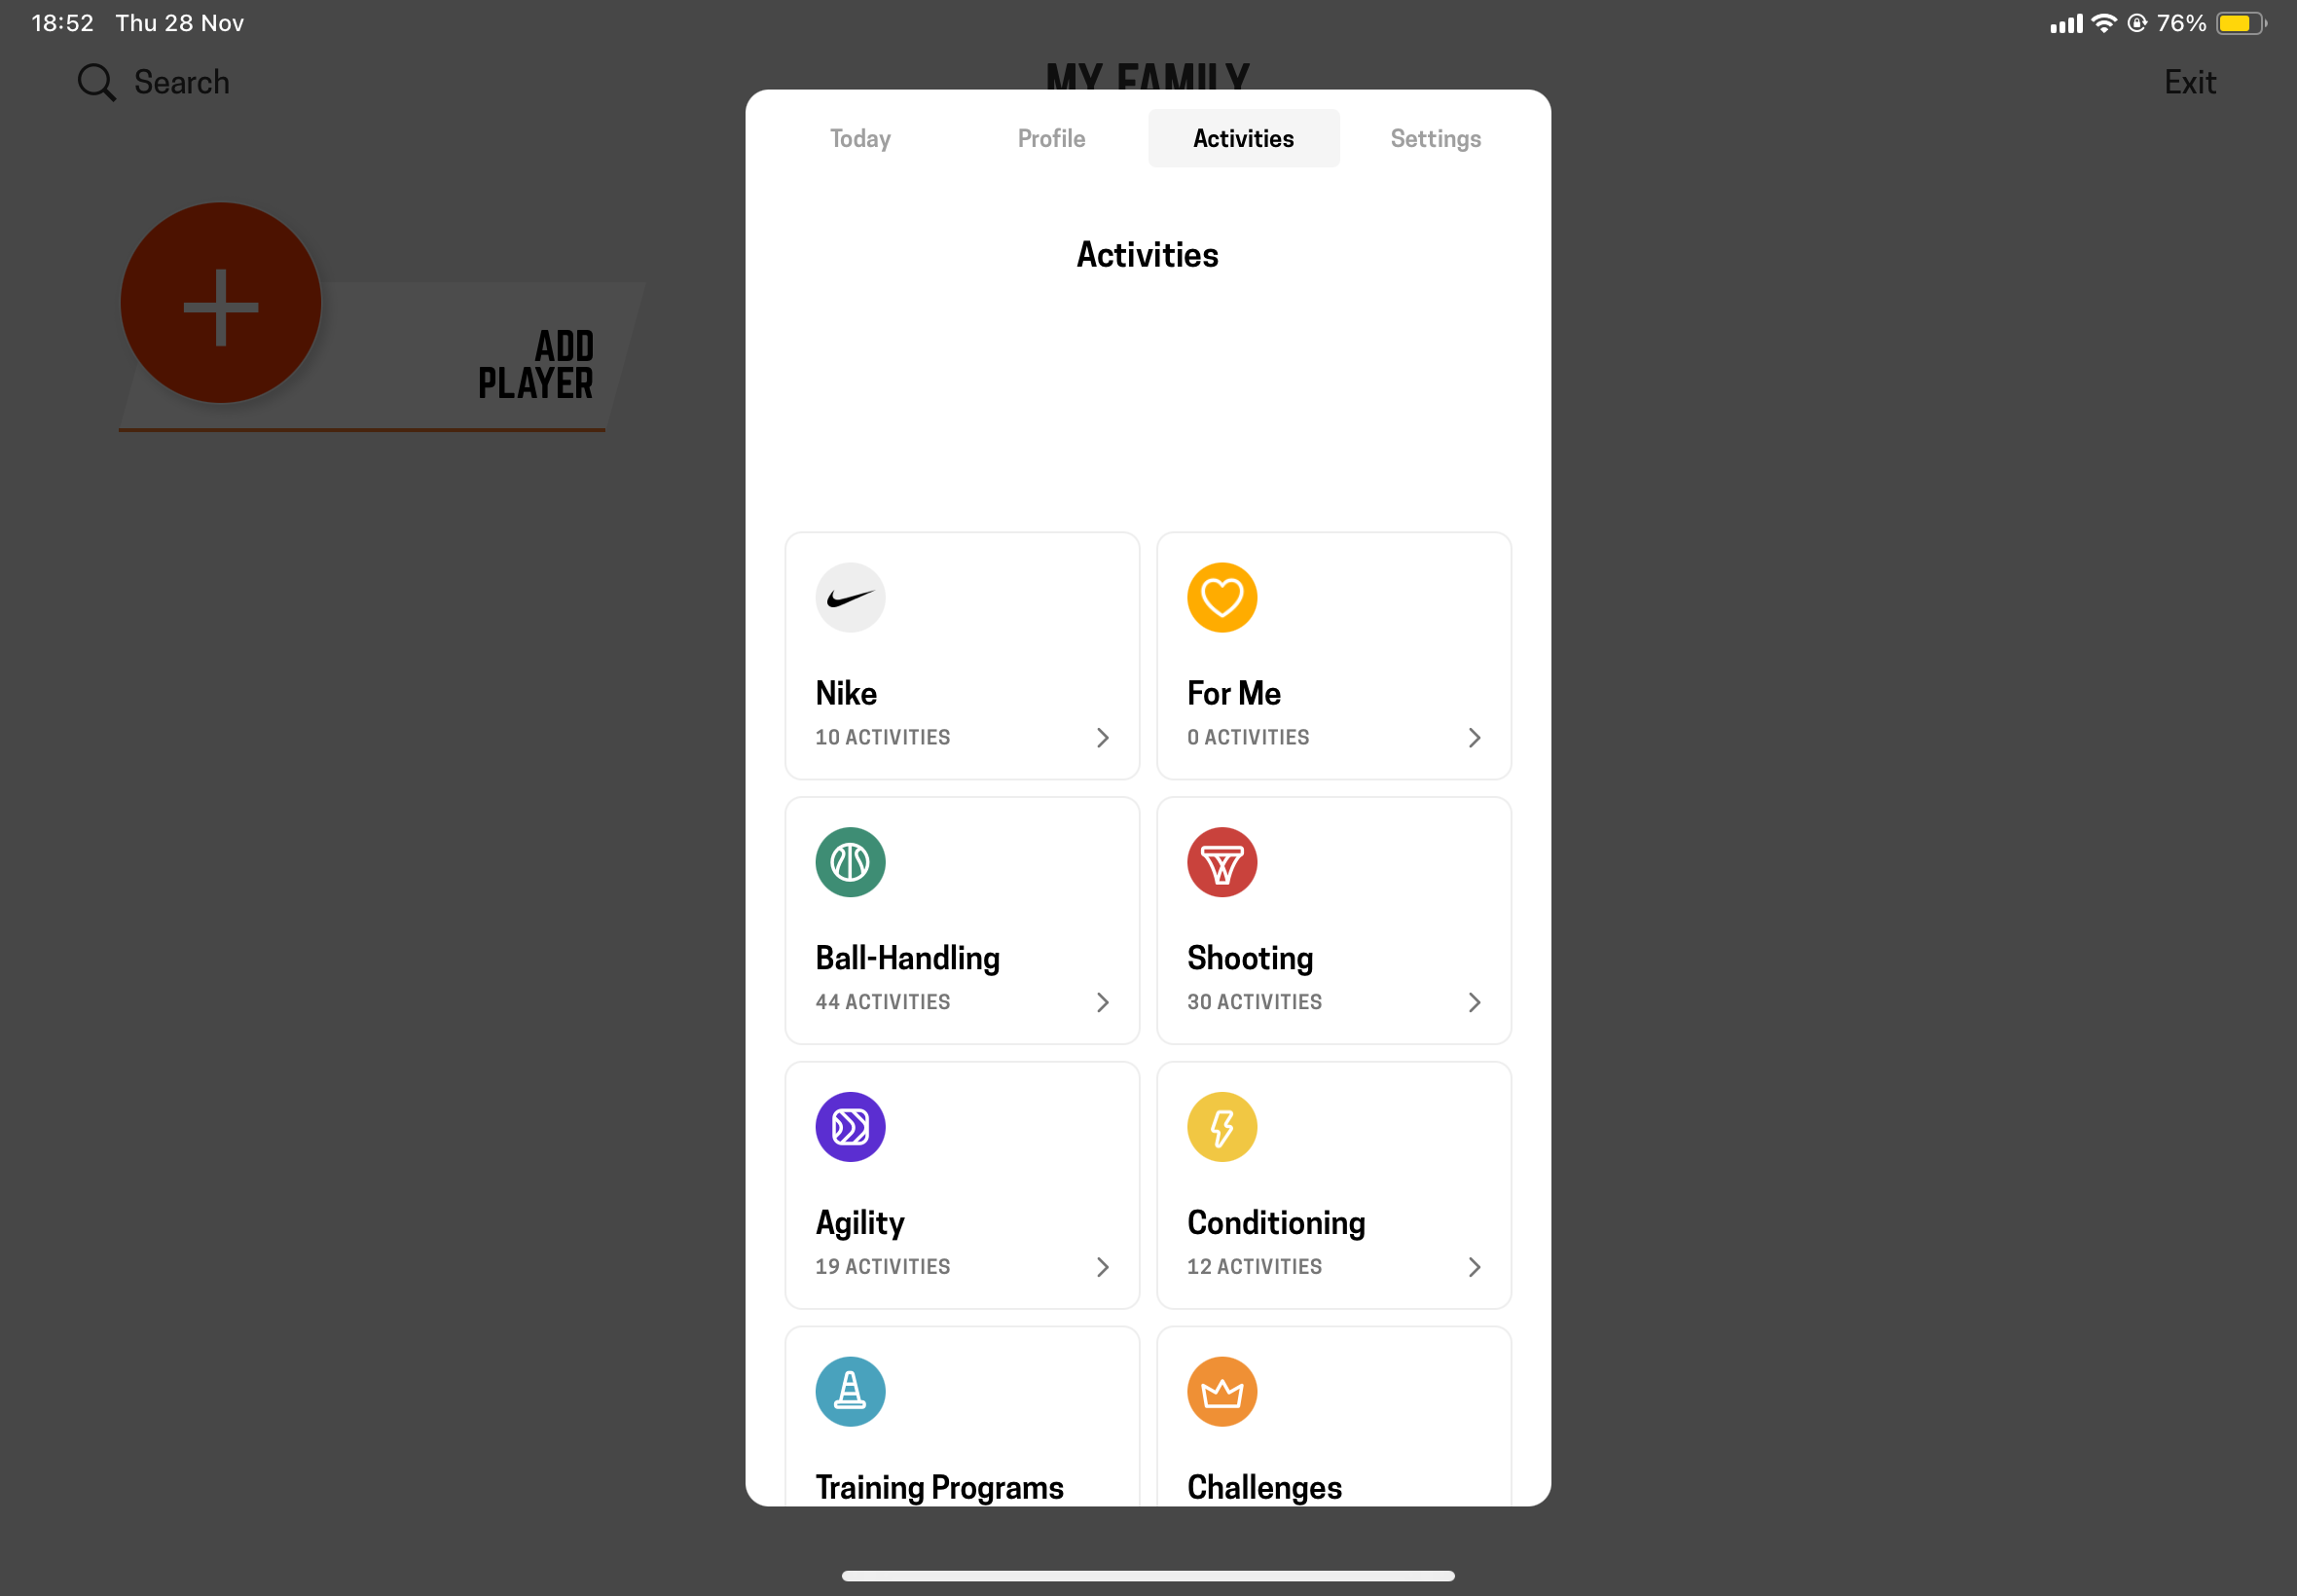 18:52 Thu 28 Nov
76%
Search
MY FAMILY
Exit
Today
Profile
Activities
Settings
Activities
ADD
PLAYER
Nike
10 ACTIVITIES
For Me
0 ACTIVITIES
Ball-Handling
44 ACTIVITIES
Shooting
30 ACTIVITIES
Agility
19 ACTIVITIES
Conditioning
12 ACTIVITIES
Training Programs
Challenges